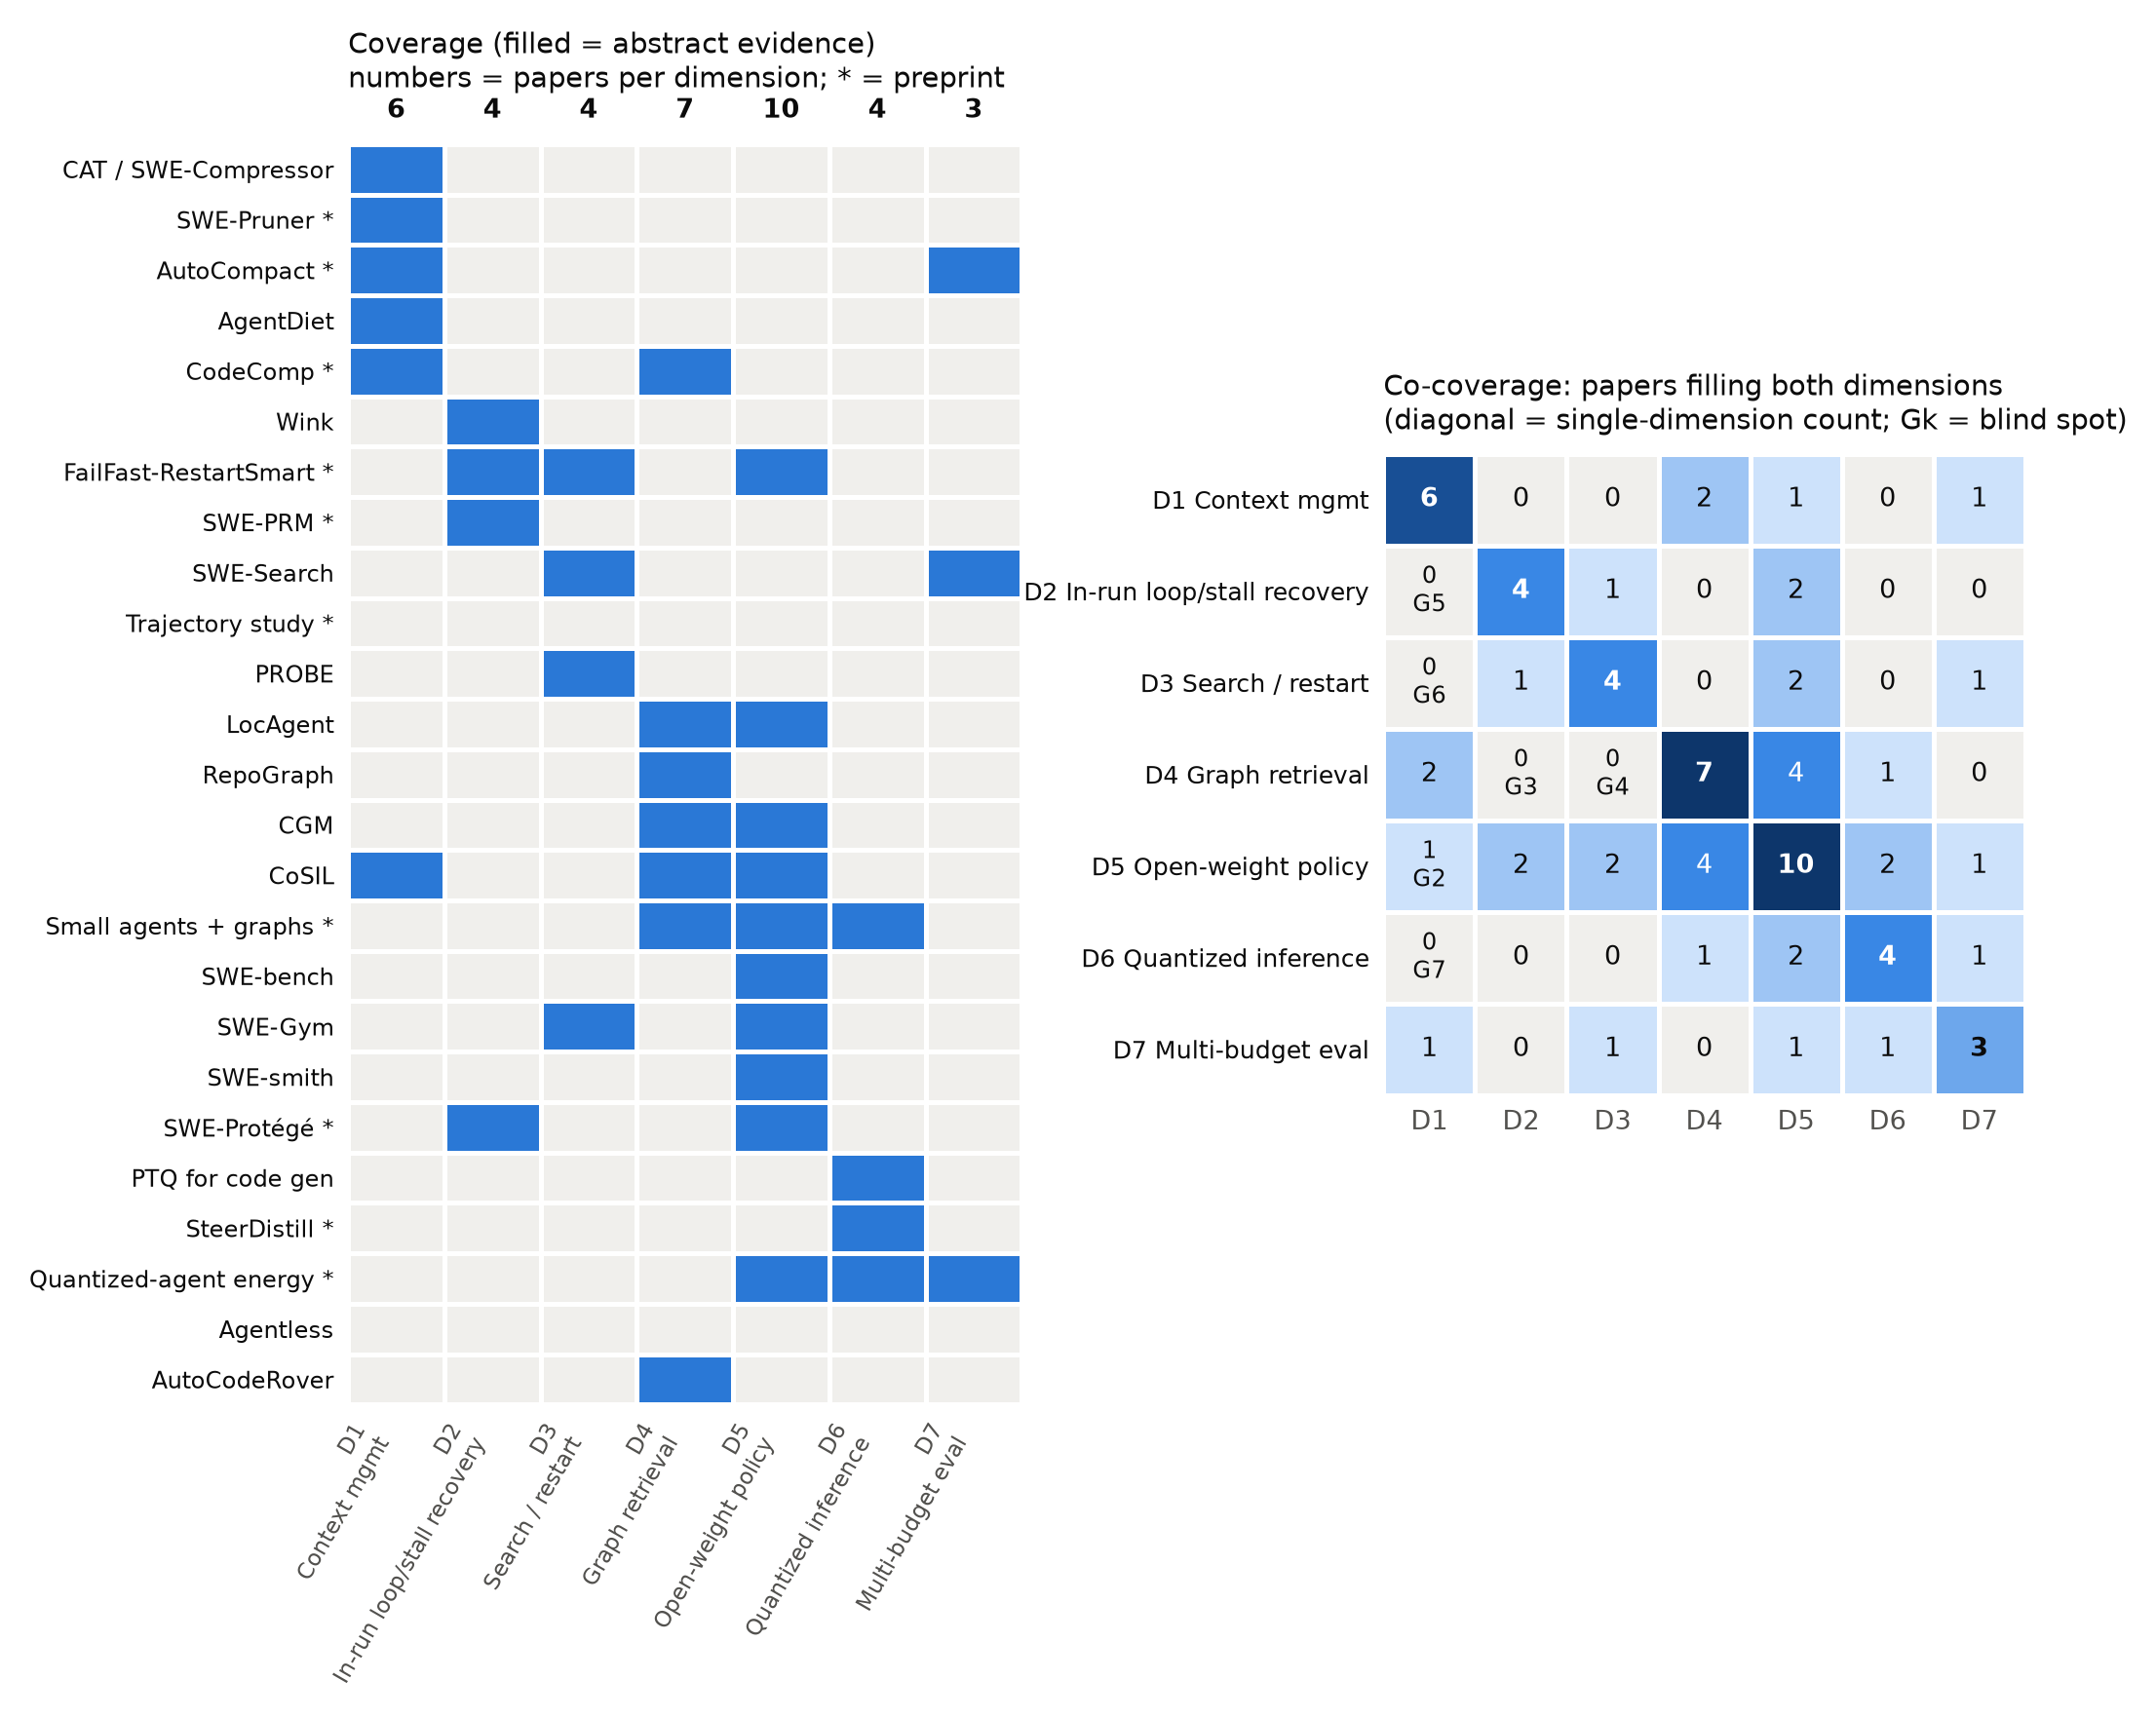 Coverage (filled = abstract evidence)
numbers = papers per dimension; * = preprint
6 4 4 7 10 4 3
CAT / SWE-Compressor
SWE-Pruner *
AutoCompact *
AgentDiet
CodeComp *
Wink
FailFast-RestartSmart *
SWE-PRM *
SWE-Search
Trajectory study *
PROBE
LocAgent
RepoGraph
CGM
CoSIL
Small agents + graphs *
SWE-bench
SWE-Gym
SWE-smith
SWE-Protégé *
PTQ for code gen
SteerDistill *
Quantized-agent energy *
Agentless
AutoCodeRover
D1
Context mgmt
D2
In-run loop/stall recovery
D3
Search / restart
D4
Graph retrieval
D5
Open-weight policy
D6
Quantized inference
D7
Multi-budget eval
Co-coverage: papers filling both dimensions
(diagonal = single-dimension count; Gk = blind spot)
D1 Context mgmt 6 0 0 2 1 0 1
D2 In-run loop/stall recovery 0 4 1 0 2 0 0
G5
D3 Search / restart 0 1 4 0 2 0 1
G6
D4 Graph retrieval 2 0 0 7 4 1 0
G3 G4
D5 Open-weight policy 1 2 2 4 10 2 1
G2
D6 Quantized inference 0 0 0 1 2 4 1
G7
D7 Multi-budget eval 1 0 1 0 1 1 3
D1 D2 D3 D4 D5 D6 D7